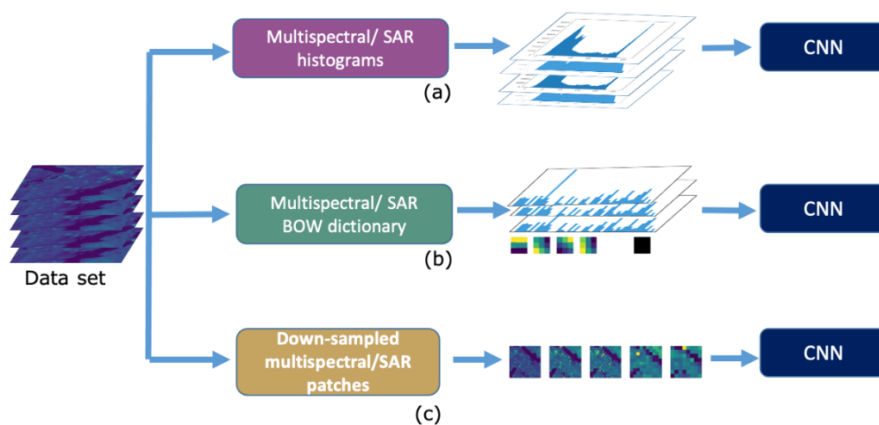 Multispectral/ SAR
histograms
(a)
CNN
Data set
Multispectral/ SAR
BOW dictionary
(b)
CNN
Down-sampled
multispectral/SAR
patches
(c)
CNN